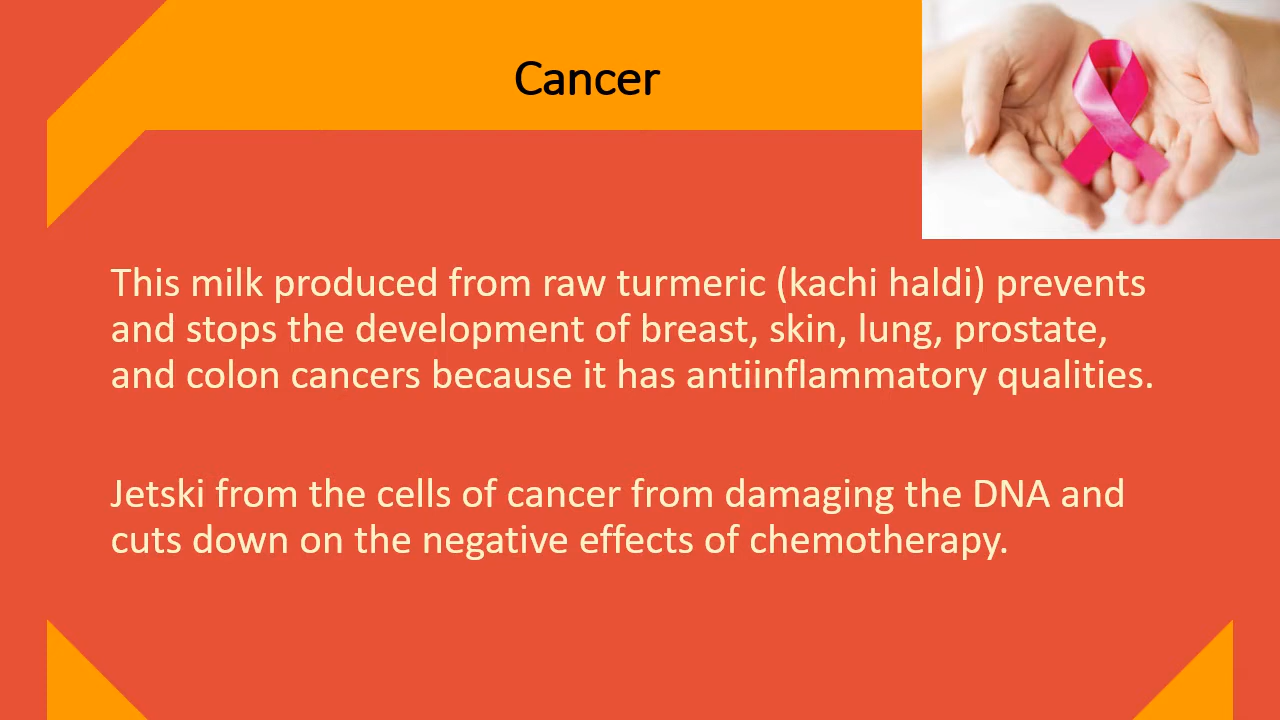 Cancer
This milk produced from raw turmeric (kachi haldi) prevents
and stops the development of breast, skin, lung, prostate,
and colon cancers because it has antiinflammatory qualities.
Jetski from the cells of cancer from damaging the DNA and
cuts down on the negative effects of chemotherapy.